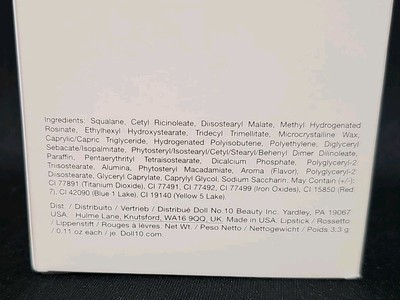 Ingredients: Squalane, Cetyl Ricinoleate, Diisostearyl Malate, Methyl Hydrogenated
Rosinate, Ethylhexyl Hydroxystearate, Tridecyl Trimellitate, Microcrystalline Wax,
Caprylic/Capric Triglyceride, Hydrogenated Polyisobutene, Polyethylene, Diglyceryl
Sebacate/Isopalmitate, Phytosteryl/Isostearyl/Cetyl/Stearyl/Behenyl Dimer Dilinoleate,
Paraffin, Pentaerythrityl Tetraisostearate, Dicalcium Phosphate, Polyglyceryl-2
Triisostearate, Alumina, Phytosteryl Macadamiate, Aroma (Flavor), Polyglyceryl-2
Diisostearate, Glyceryl Caprylate, Caprylyl Glycol, Sodium Saccharin. May Contain (+/-):
CI 77891 (Titanium Dioxide), CI 77491, CI 77492, CI 77499 (Iron Oxides), CI 15850 (Red
7), CI 42090 (Blue 1 Lake), CI 19140 (Yellow 5 Lake).
Dist. / Distribuito / Vertrieb / Distribué Doll No.10 Beauty Inc. Yardley, PA 19067
USA. Hulme Lane, Knutsford, WA16 9QQ, UK. Made in USA. Lipstick / Rossetto
/ Lippenstift / Rouges à lèvres. Net Wt / Peso Netto / Nettogewicht / Poids 3.3 g
/ 0.11 oz each / je. Doll10.com